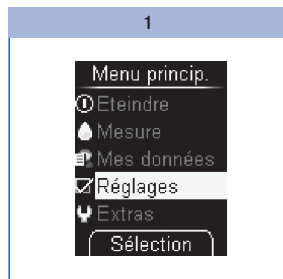 1
Menu princip.
Eteindre
Mesure
Mes données
Réglages
Extras
Sélection